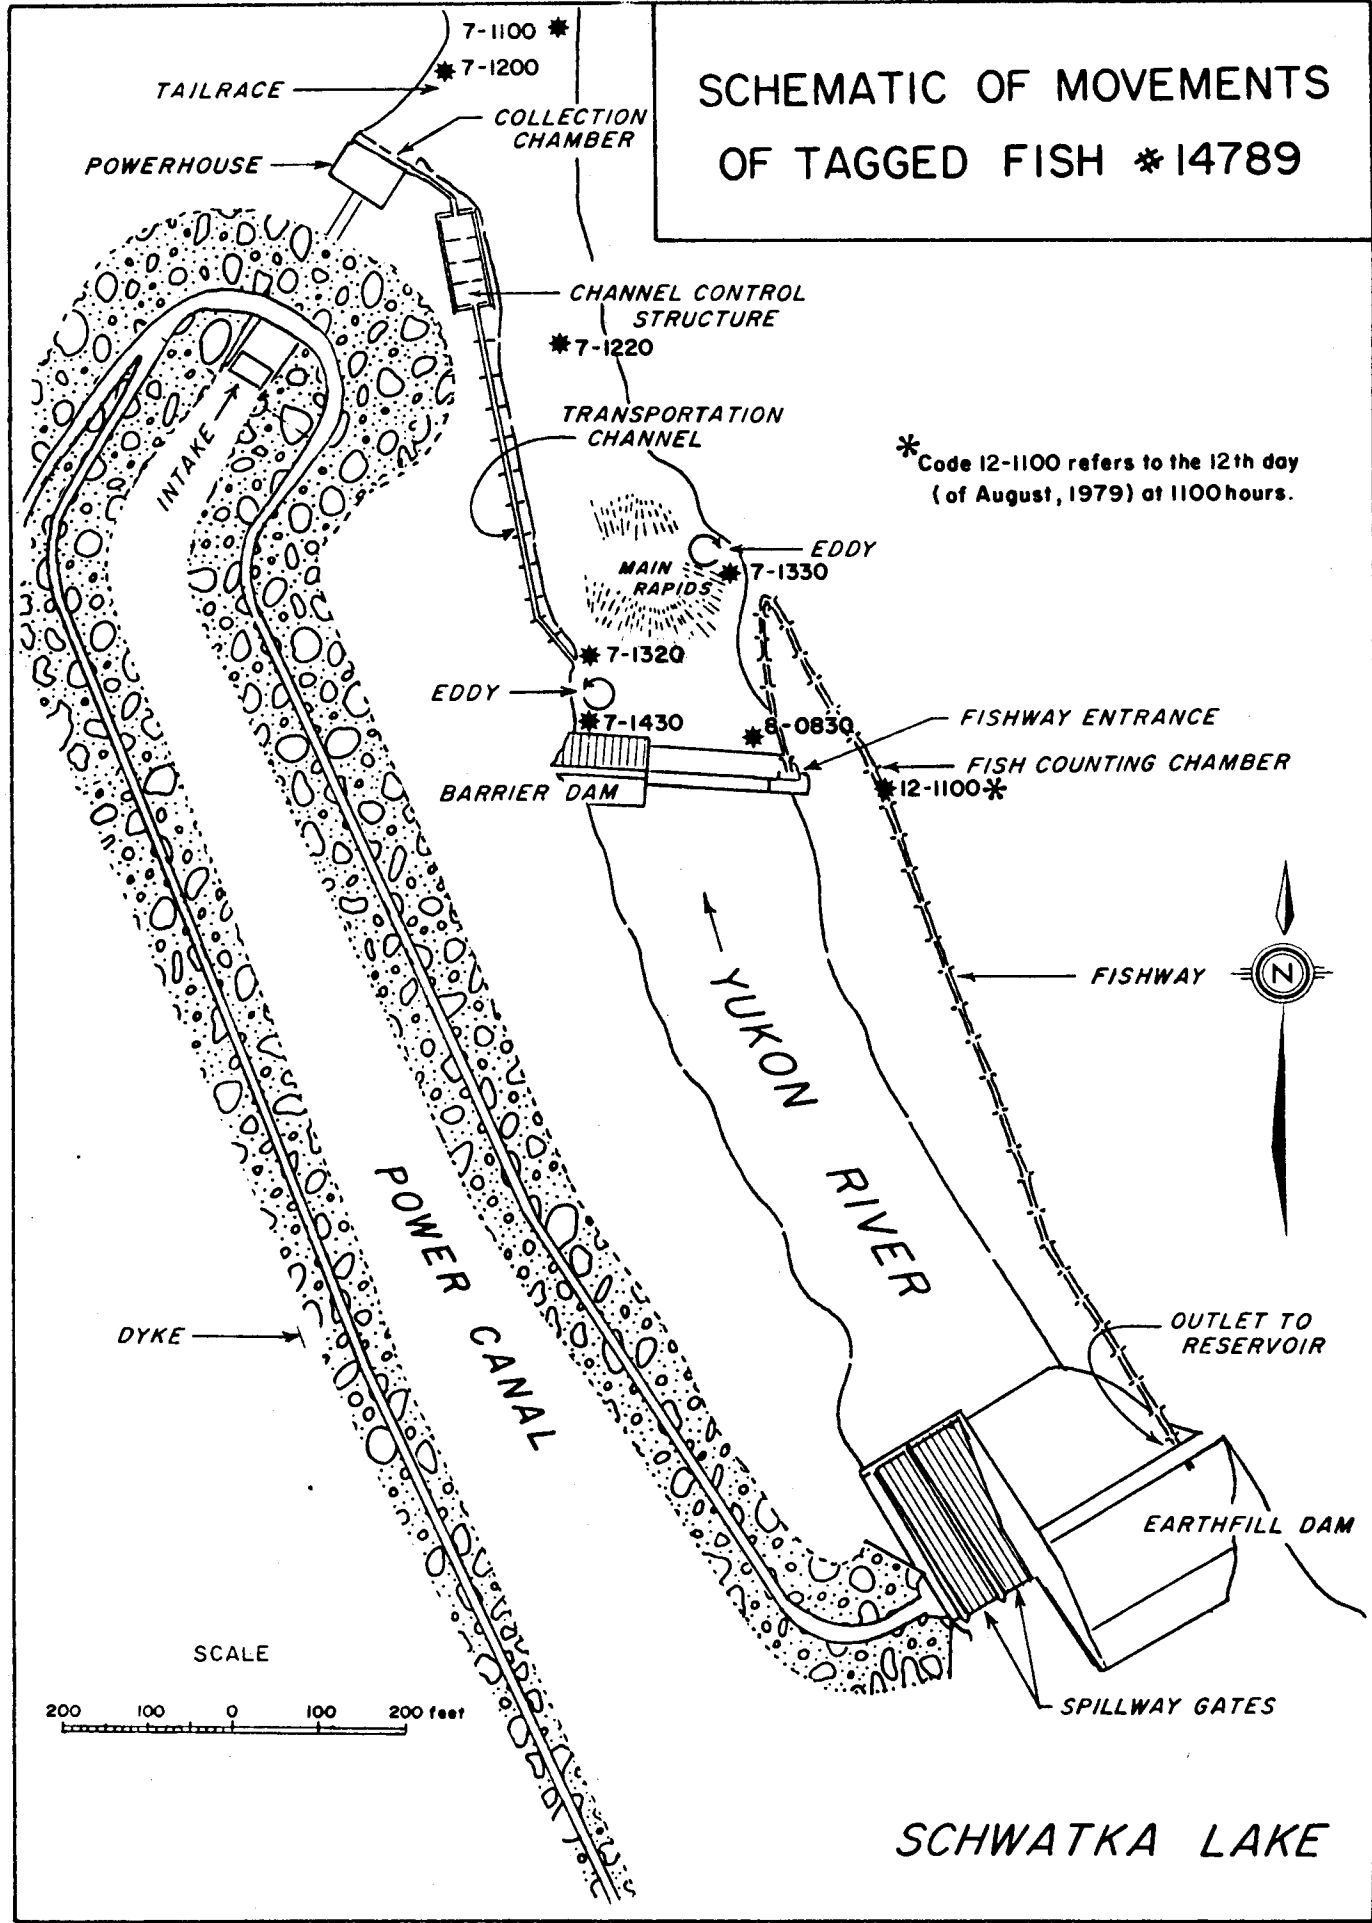 SCHEMATIC OF MOVEMENTS
OF TAGGED FISH #14789
7-1100
7-1200
TAILRACE
COLLECTION
CHAMBER
POWERHOUSE
CHANNEL CONTROL
STRUCTURE
7-1220
TRANSPORTATION
CHANNEL
INTAKE
*Code 12-1100 refers to the 12th day
(of August, 1979) at 1100 hours.
EDDY
MAIN
RAPIDS
7-1330
7-1320
EDDY
7-1430
8-0830
FISHWAY ENTRANCE
FISH COUNTING CHAMBER
12-1100*
BARRIER DAM
FISHWAY
N
YUKON RIVER
POWER CANAL
DYKE
OUTLET TO
RESERVOIR
EARTHFILL DAM
SPILLWAY GATES
SCALE
200 100 0 100 200 feet
SCHWATKA LAKE